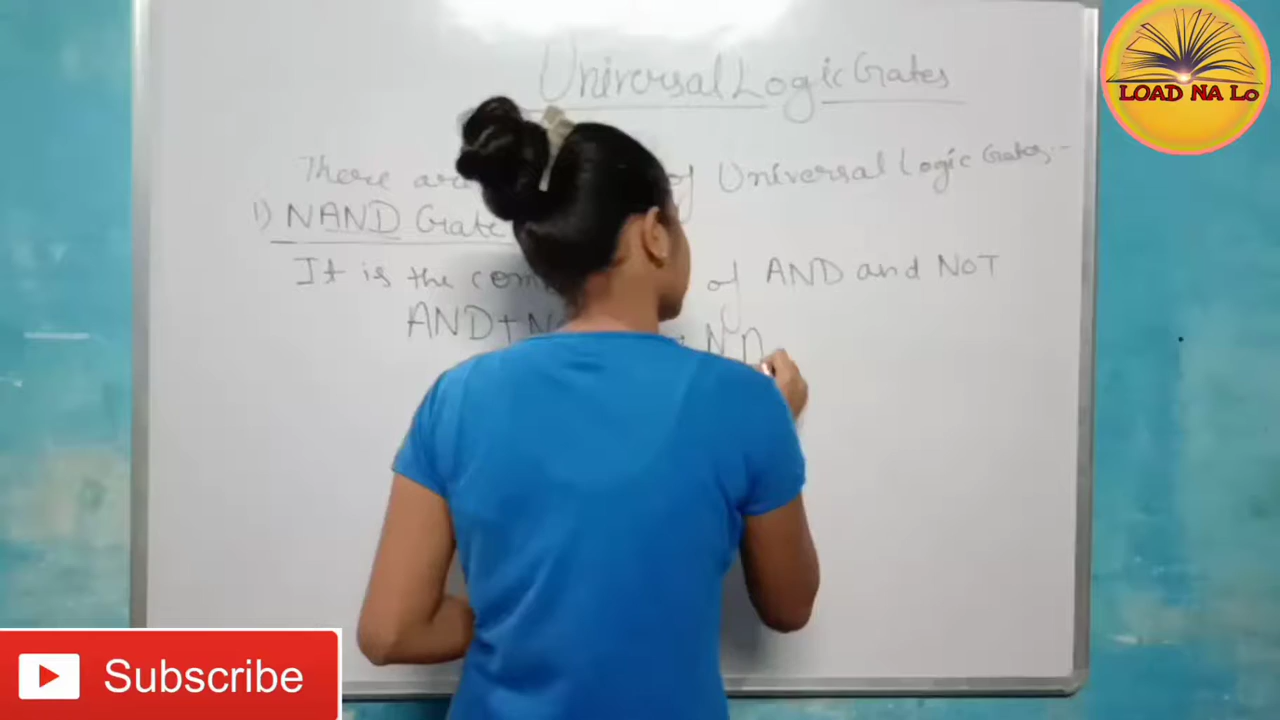 Universal Logic Gates
LOAD NA LO
There are of Universal Logic Gates:-
1) NAND Gate
It is the of AND and NOT
AND+
Subscribe